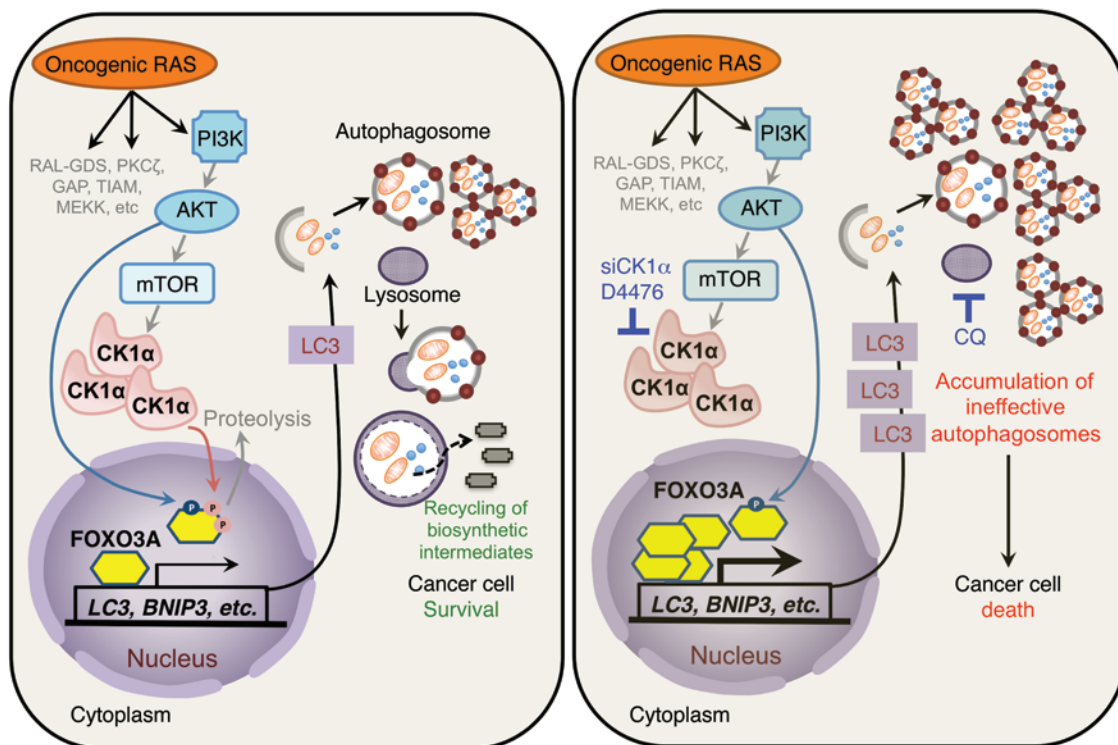 Oncogenic RAS
PI3K
RAL-GDS, PKCζ,
GAP, TIAM,
MEKK, etc
AKT
mTOR
CK1α
CK1α
CK1α
Proteolysis
P
P
P
FOXO3A
LC3, BNIP3, etc.
Nucleus
Cytoplasm
LC3
Autophagosome
Lysosome
Recycling of
biosynthetic
intermediates
Cancer cell
Survival
Oncogenic RAS
PI3K
RAL-GDS, PKCζ,
GAP, TIAM,
MEKK, etc
AKT
siCK1α
D4476
mTOR
CK1α
CK1α
CK1α
FOXO3A
P
LC3, BNIP3, etc.
Nucleus
Cytoplasm
LC3
LC3
LC3
CQ
Accumulation of
ineffective
autophagosomes
Cancer cell
death